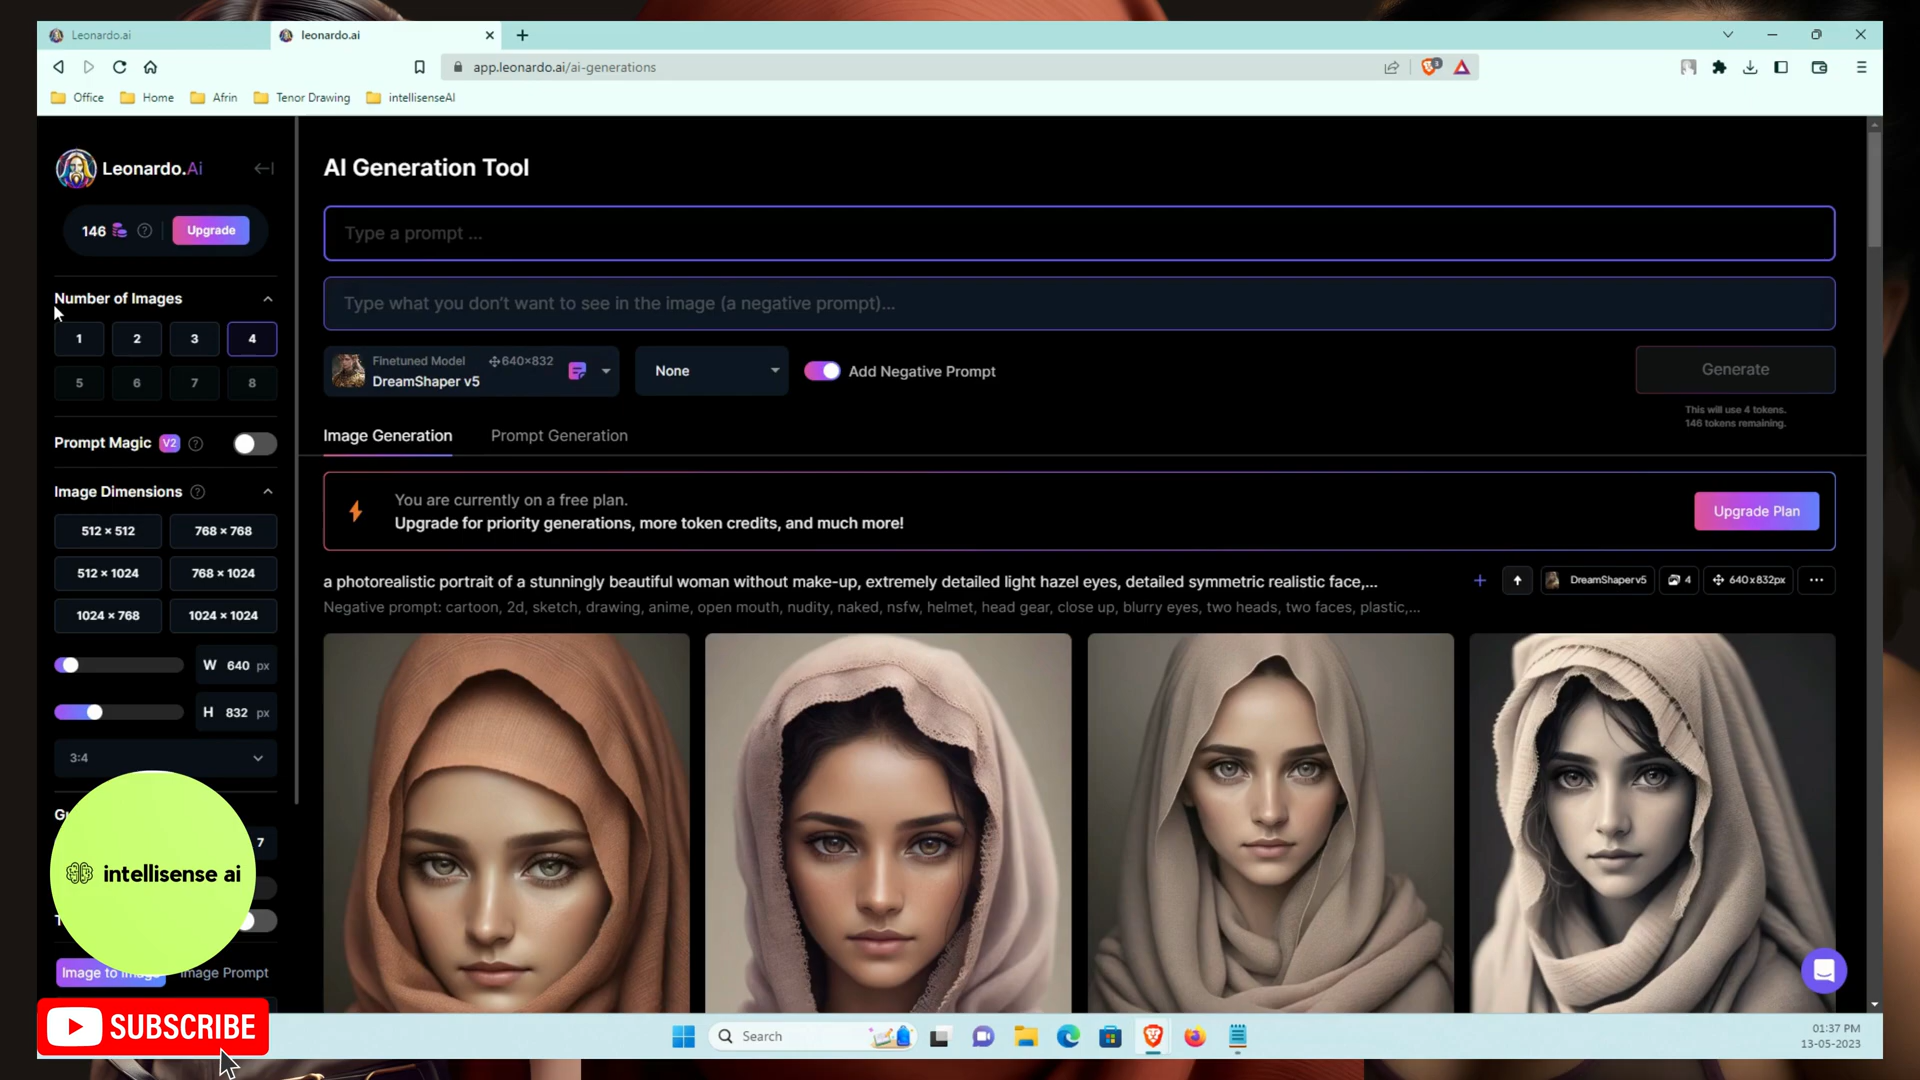 Leonardo.ai
leonardo.ai
app.leonardo.ai/ai-generations
Office
Home
Afrin
Tenor Drawing
intellisenseAI
Leonardo.Ai
146
Upgrade
Number of Images
1 2 3 4
5 6 7 8
Prompt Magic V2
Image Dimensions
512 × 512 768 × 768
512 × 1024 768 × 1024
1024 × 768 1024 × 1024
W 640 px
H 832 px
3:4
7
intellisense ai
Image to Image Prompt
SUBSCRIBE
AI Generation Tool
Type a prompt ...
Type what you don't want to see in the image (a negative prompt)...
Finetuned Model 640×832
DreamShaper v5
None
Add Negative Prompt
Generate
This will use 4 tokens.
146 tokens remaining.
Image Generation Prompt Generation
You are currently on a free plan.
Upgrade for priority generations, more token credits, and much more!
Upgrade Plan
a photorealistic portrait of a stunningly beautiful woman without make-up, extremely detailed light hazel eyes, detailed symmetric realistic face,...
DreamShaper v5 4 640x832px
Negative prompt: cartoon, 2d, sketch, drawing, anime, open mouth, nudity, naked, nsfw, helmet, head gear, close up, blurry eyes, two heads, two faces, plastic,...
Search
01:37 PM
13-05-2023